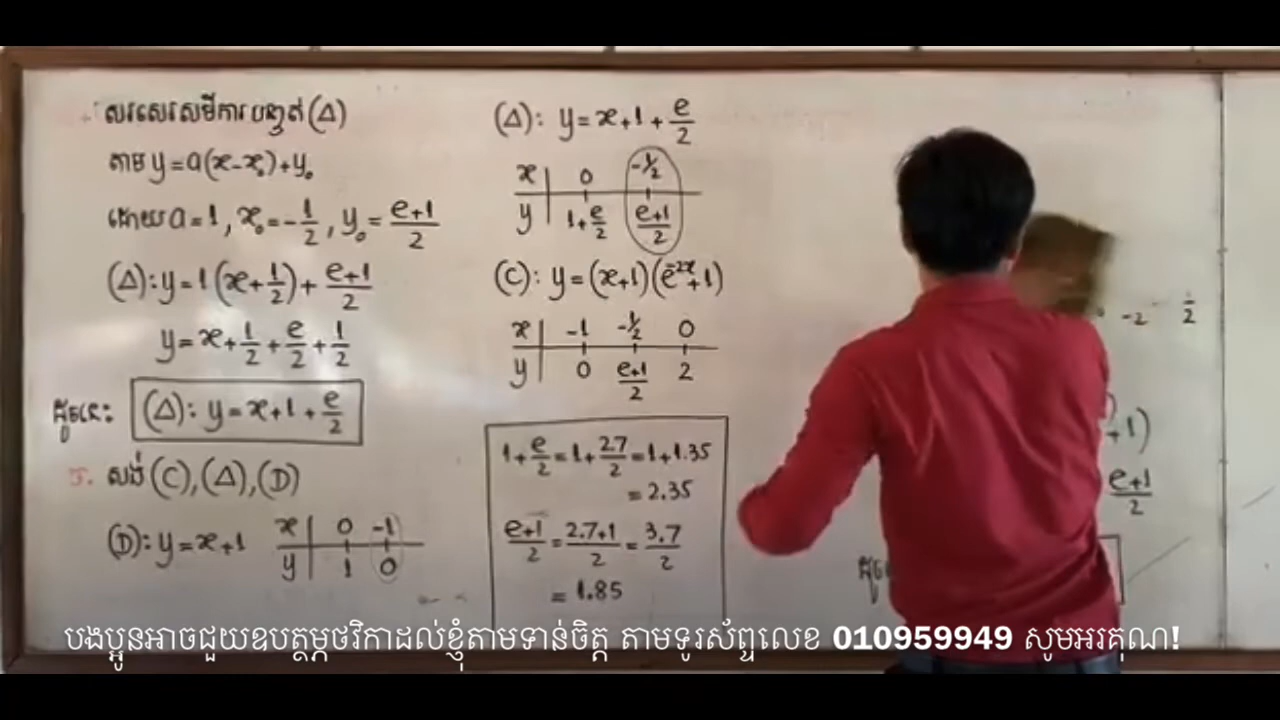 សរសេរសមីការបន្ទាត់ (Δ)
តាម y = a(x - x₀) + y₀
ដោយ a = 1 , x₀ = -1/2 , y₀ = (e+1)/2
(Δ): y = 1(x + 1/2) + (e+1)/2
y = x + 1/2 + e/2 + 1/2
ដូចនេះ (Δ): y = x + 1 + e/2
សង់ (C), (Δ), (D)
(D): y = x + 1
x | 0 -1
y | 1 0
(Δ): y = x + 1 + e/2
x | 0 -1/2
y | 1 + e/2 (e+1)/2
(C): y = (x+1)(e^-2x + 1)
x | -1 -1/2 0
y | 0 (e+1)/2 2
1 + e/2 = 1 + 2.7/2 = 1 + 1.35
= 2.35
(e+1)/2 = (2.7+1)/2 = 3.7/2
= 1.85
-2 1/2
+1)
(e+1)/2
បងប្អូនអាចជួយឧបត្ថម្ភថវិកាដល់ខ្ញុំតាមទាន់ចិត្ត តាមទូរស័ព្ទលេខ 010959949 សូមអរគុណ!